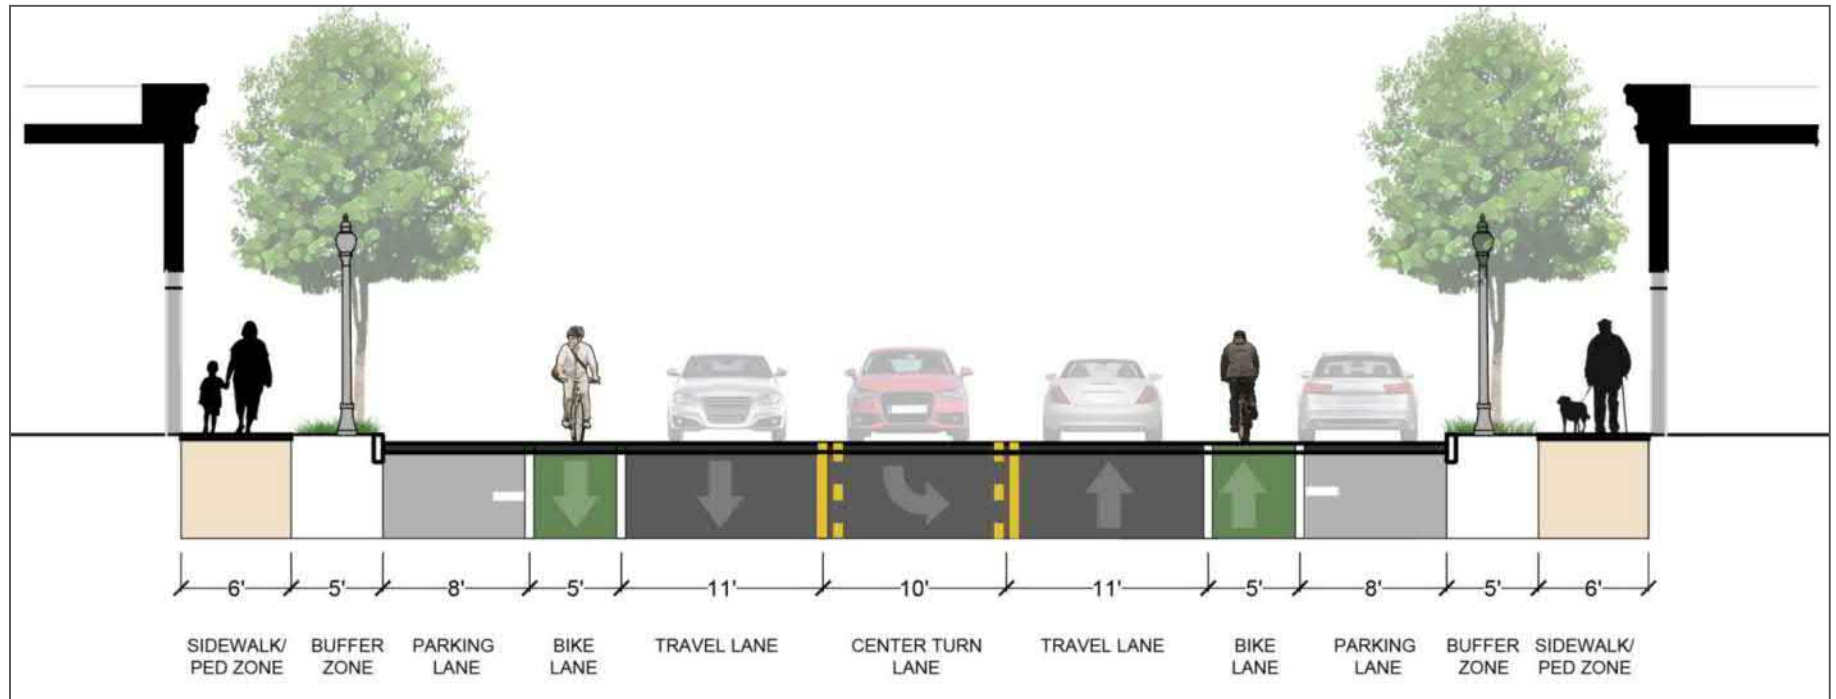 6' 5' 8' 5' 11' 10' 11' 5' 8' 5' 6'
SIDEWALK/ BUFFER PARKING BIKE TRAVEL LANE CENTER TURN TRAVEL LANE BIKE PARKING BUFFER SIDEWALK/
PED ZONE ZONE LANE LANE LANE LANE LANE ZONE PED ZONE